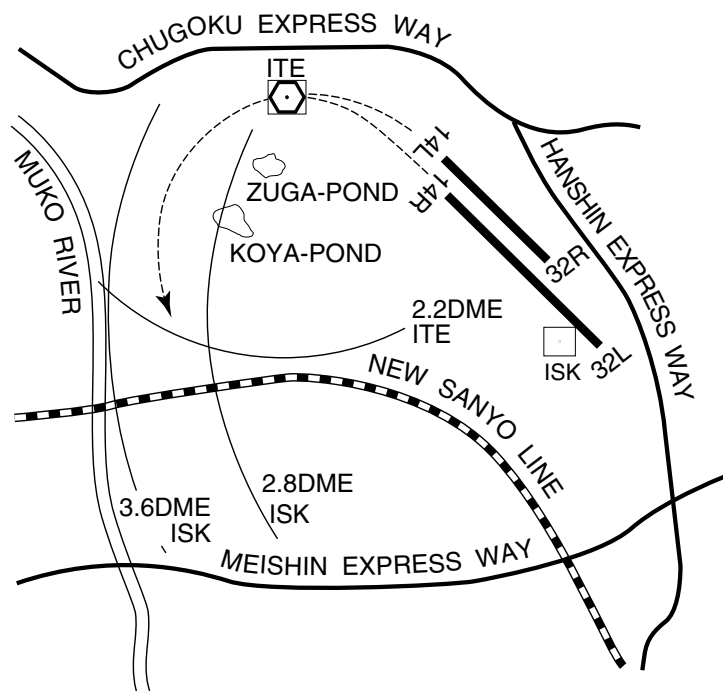 CHUGOKU EXPRESS WAY
ITE
14L
14R
32R
32L
HANSHIN EXPRESS WAY
MUKO RIVER
ZUGA-POND
KOYA-POND
2.2DME
ITE
ISK
NEW SANYO LINE
3.6DME
ISK
2.8DME
ISK
MEISHIN EXPRESS WAY